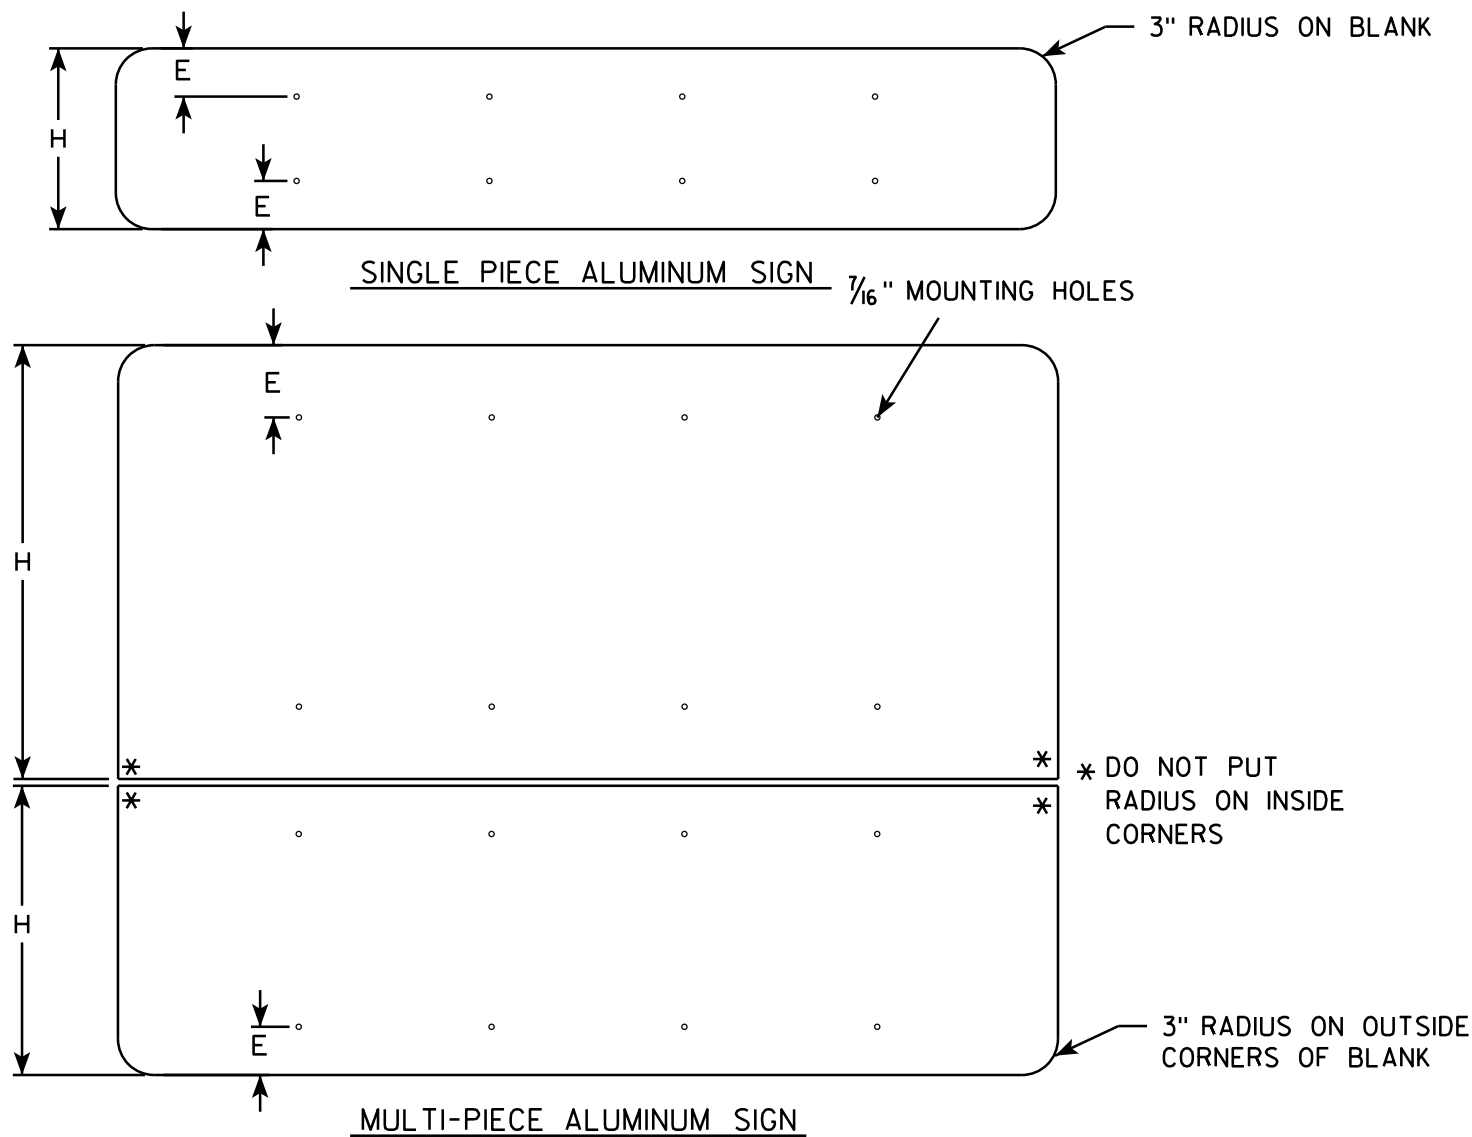 3" RADIUS ON BLANK
E
H
E
SINGLE PIECE ALUMINUM SIGN
7/16" MOUNTING HOLES
E
H
*
*
* DO NOT PUT
RADIUS ON INSIDE
CORNERS
*
*
H
E
3" RADIUS ON OUTSIDE
CORNERS OF BLANK
MULTI-PIECE ALUMINUM SIGN